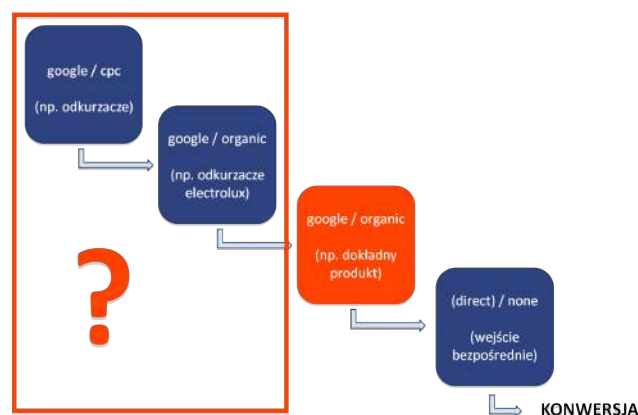 google / cpc
(np. odkurzacze)
google / organic
(np. odkurzacze
electrolux)
google / organic
(np. dokładny
produkt)
?
(direct) / none
(wejście
bezpośrednie)
KONWERSJA